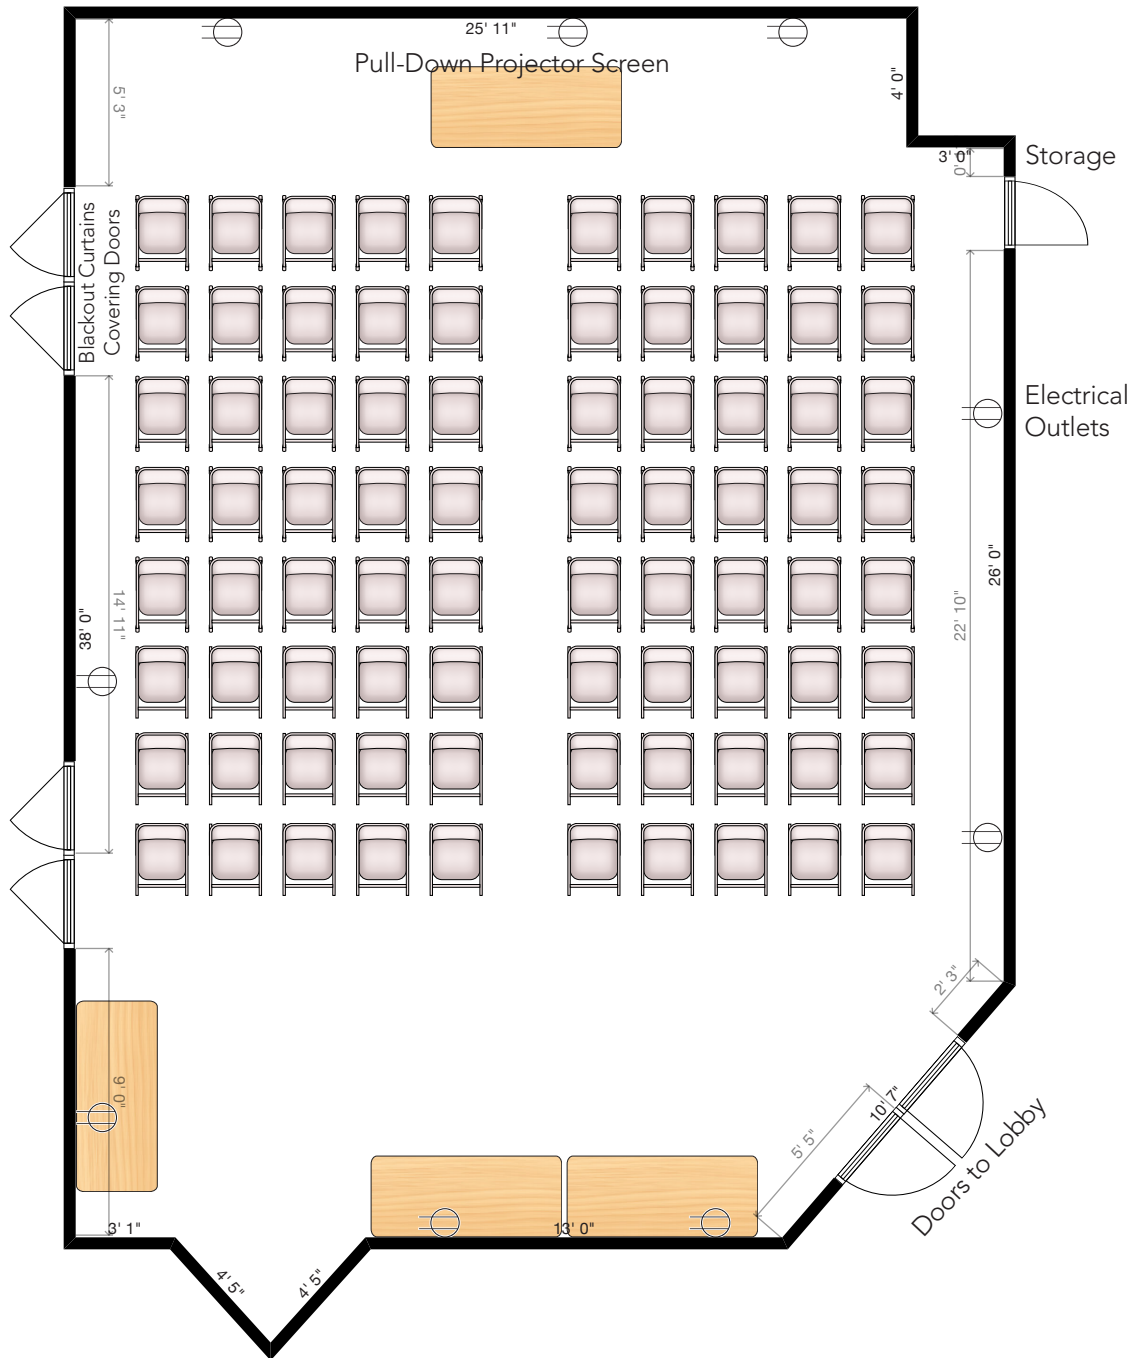 25' 11"
Pull-Down Projector Screen
5' 3"
4' 0"
3' 0"
Storage
Blackout Curtains
Covering Doors
Electrical
Outlets
26' 0"
22' 10"
38' 0"
14' 11"
2' 3"
10' 7"
5' 5"
Doors to Lobby
9' 0"
3' 1"
13' 0"
4' 5"
4' 5"